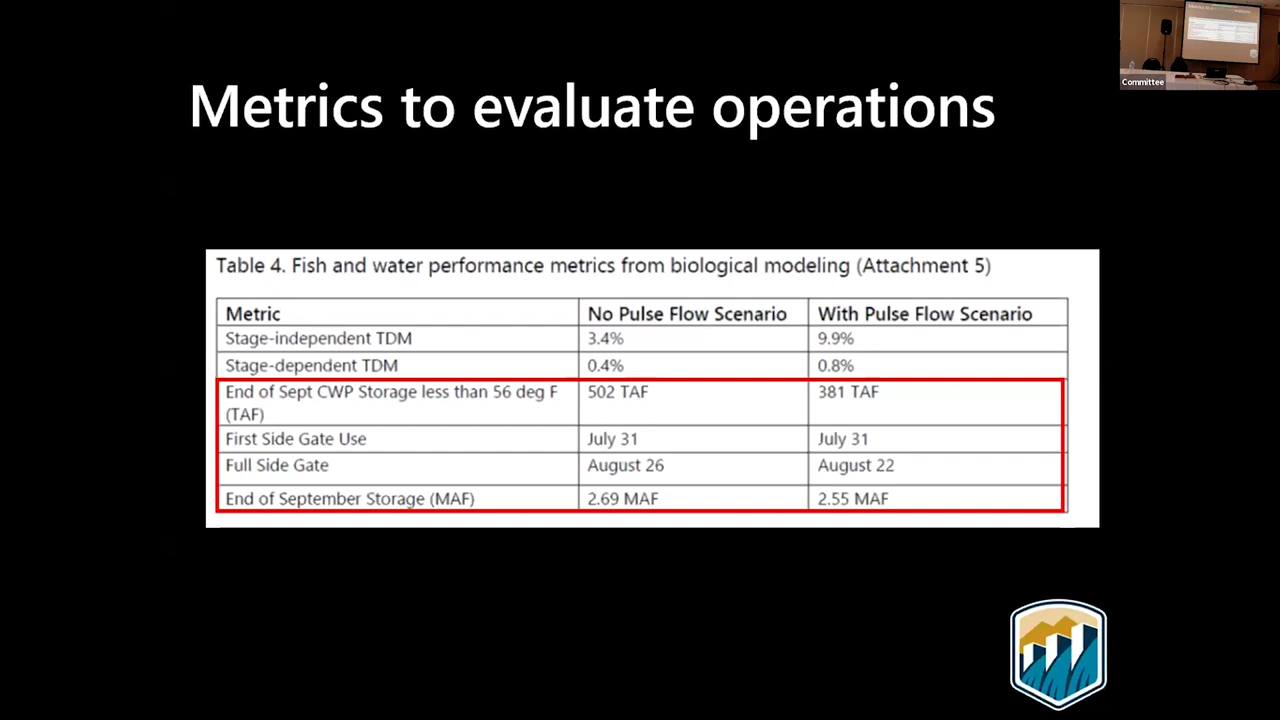 Committee
Metrics to evaluate operations
Table 4. Fish and water performance metrics from biological modeling (Attachment 5)
Metric No Pulse Flow Scenario With Pulse Flow Scenario
Stage-independent TDM 3.4% 9.9%
Stage-dependent TDM 0.4% 0.8%
End of Sept CWP Storage less than 56 deg F 502 TAF 381 TAF
(TAF)
First Side Gate Use July 31 July 31
Full Side Gate August 26 August 22
End of September Storage (MAF) 2.69 MAF 2.55 MAF